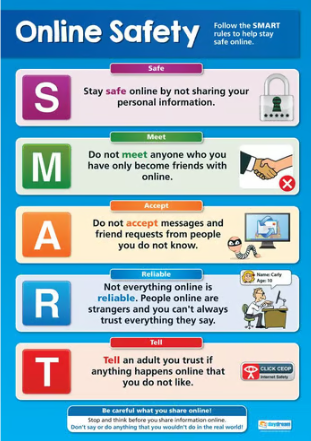 Online Safety
Follow the SMART
rules to help stay
safe online.
Safe
S
Stay safe online by not sharing your
personal information.
Meet
M
Do not meet anyone who you
have only become friends with
online.
Accept
A
Do not accept messages and
friend requests from people
you do not know.
Reliable
R
Not everything online is
reliable. People online are
strangers and you can't always
trust everything they say.
Name: Carly
Age: 10
Tell
T
Tell an adult you trust if
anything happens online that
you do not like.
CLICK CEOP
Internet Safety
Be careful what you share online!
Stop and think before you share information online.
Don't say or do anything that you wouldn't do in the real world!
daydream